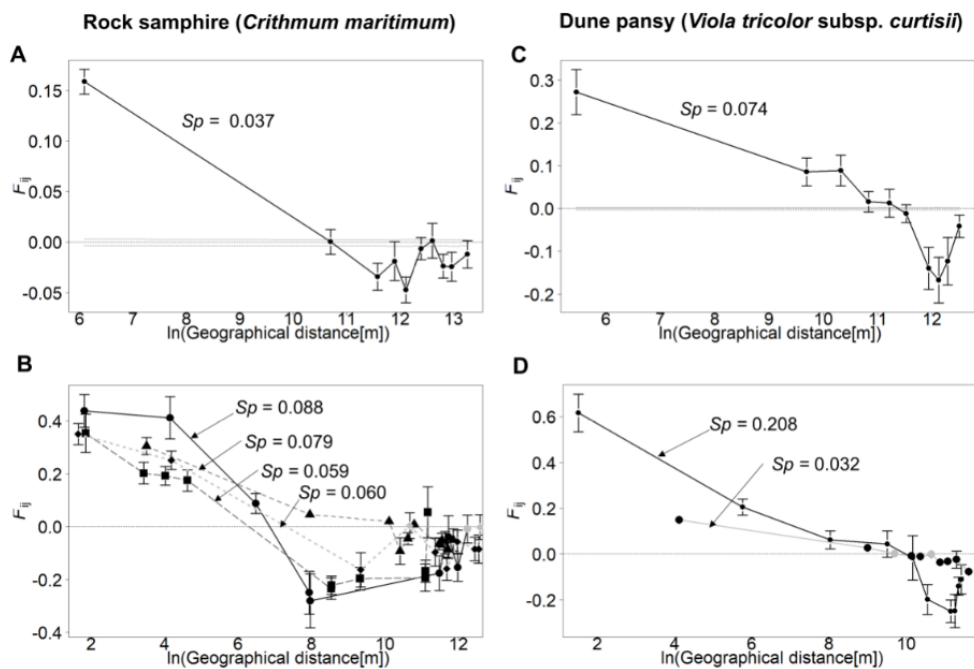 Rock samphire (Crithmum maritimum)
Dune pansy (Viola tricolor subsp. curtisii)
A
0.15
0.10
0.05
0.00
-0.05
Fij
Sp = 0.037
6 7 8 9 10 11 12 13
ln(Geographical distance[m])
C
0.3
0.2
0.1
0.0
-0.1
-0.2
Fij
Sp = 0.074
6 7 8 9 10 11 12
ln(Geographical distance[m])
B
0.4
0.2
0.0
-0.2
-0.4
Fij
Sp = 0.088
Sp = 0.079
Sp = 0.059
Sp = 0.060
2 4 6 8 10 12
ln(Geographical distance[m])
D
0.6
0.4
0.2
0.0
-0.2
Fij
Sp = 0.208
Sp = 0.032
2 4 6 8 10
ln(Geographical distance[m])